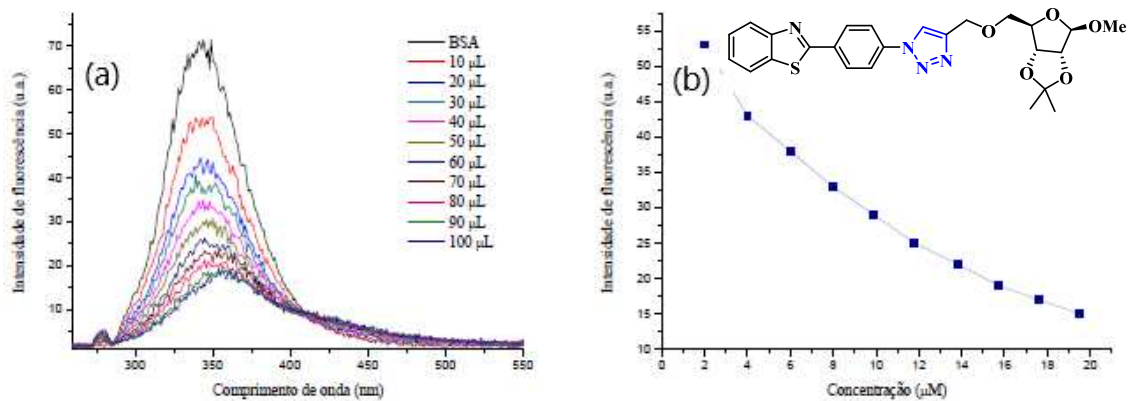 (a)
Intensidade de fluorescência (u.a.)
70
60
50
40
30
20
10
300
350
400
450
500
550
Comprimento de onda (nm)
BSA
10 µL
20 µL
30 µL
40 µL
50 µL
60 µL
70 µL
80 µL
90 µL
100 µL
(b)
Intensidade de fluorescência (u.a.)
55
50
45
40
35
30
25
20
15
10
0
2
4
6
8
10
12
14
16
18
20
Concentração (µM)
N
S
N
N
N
O
O
OMe
O
O